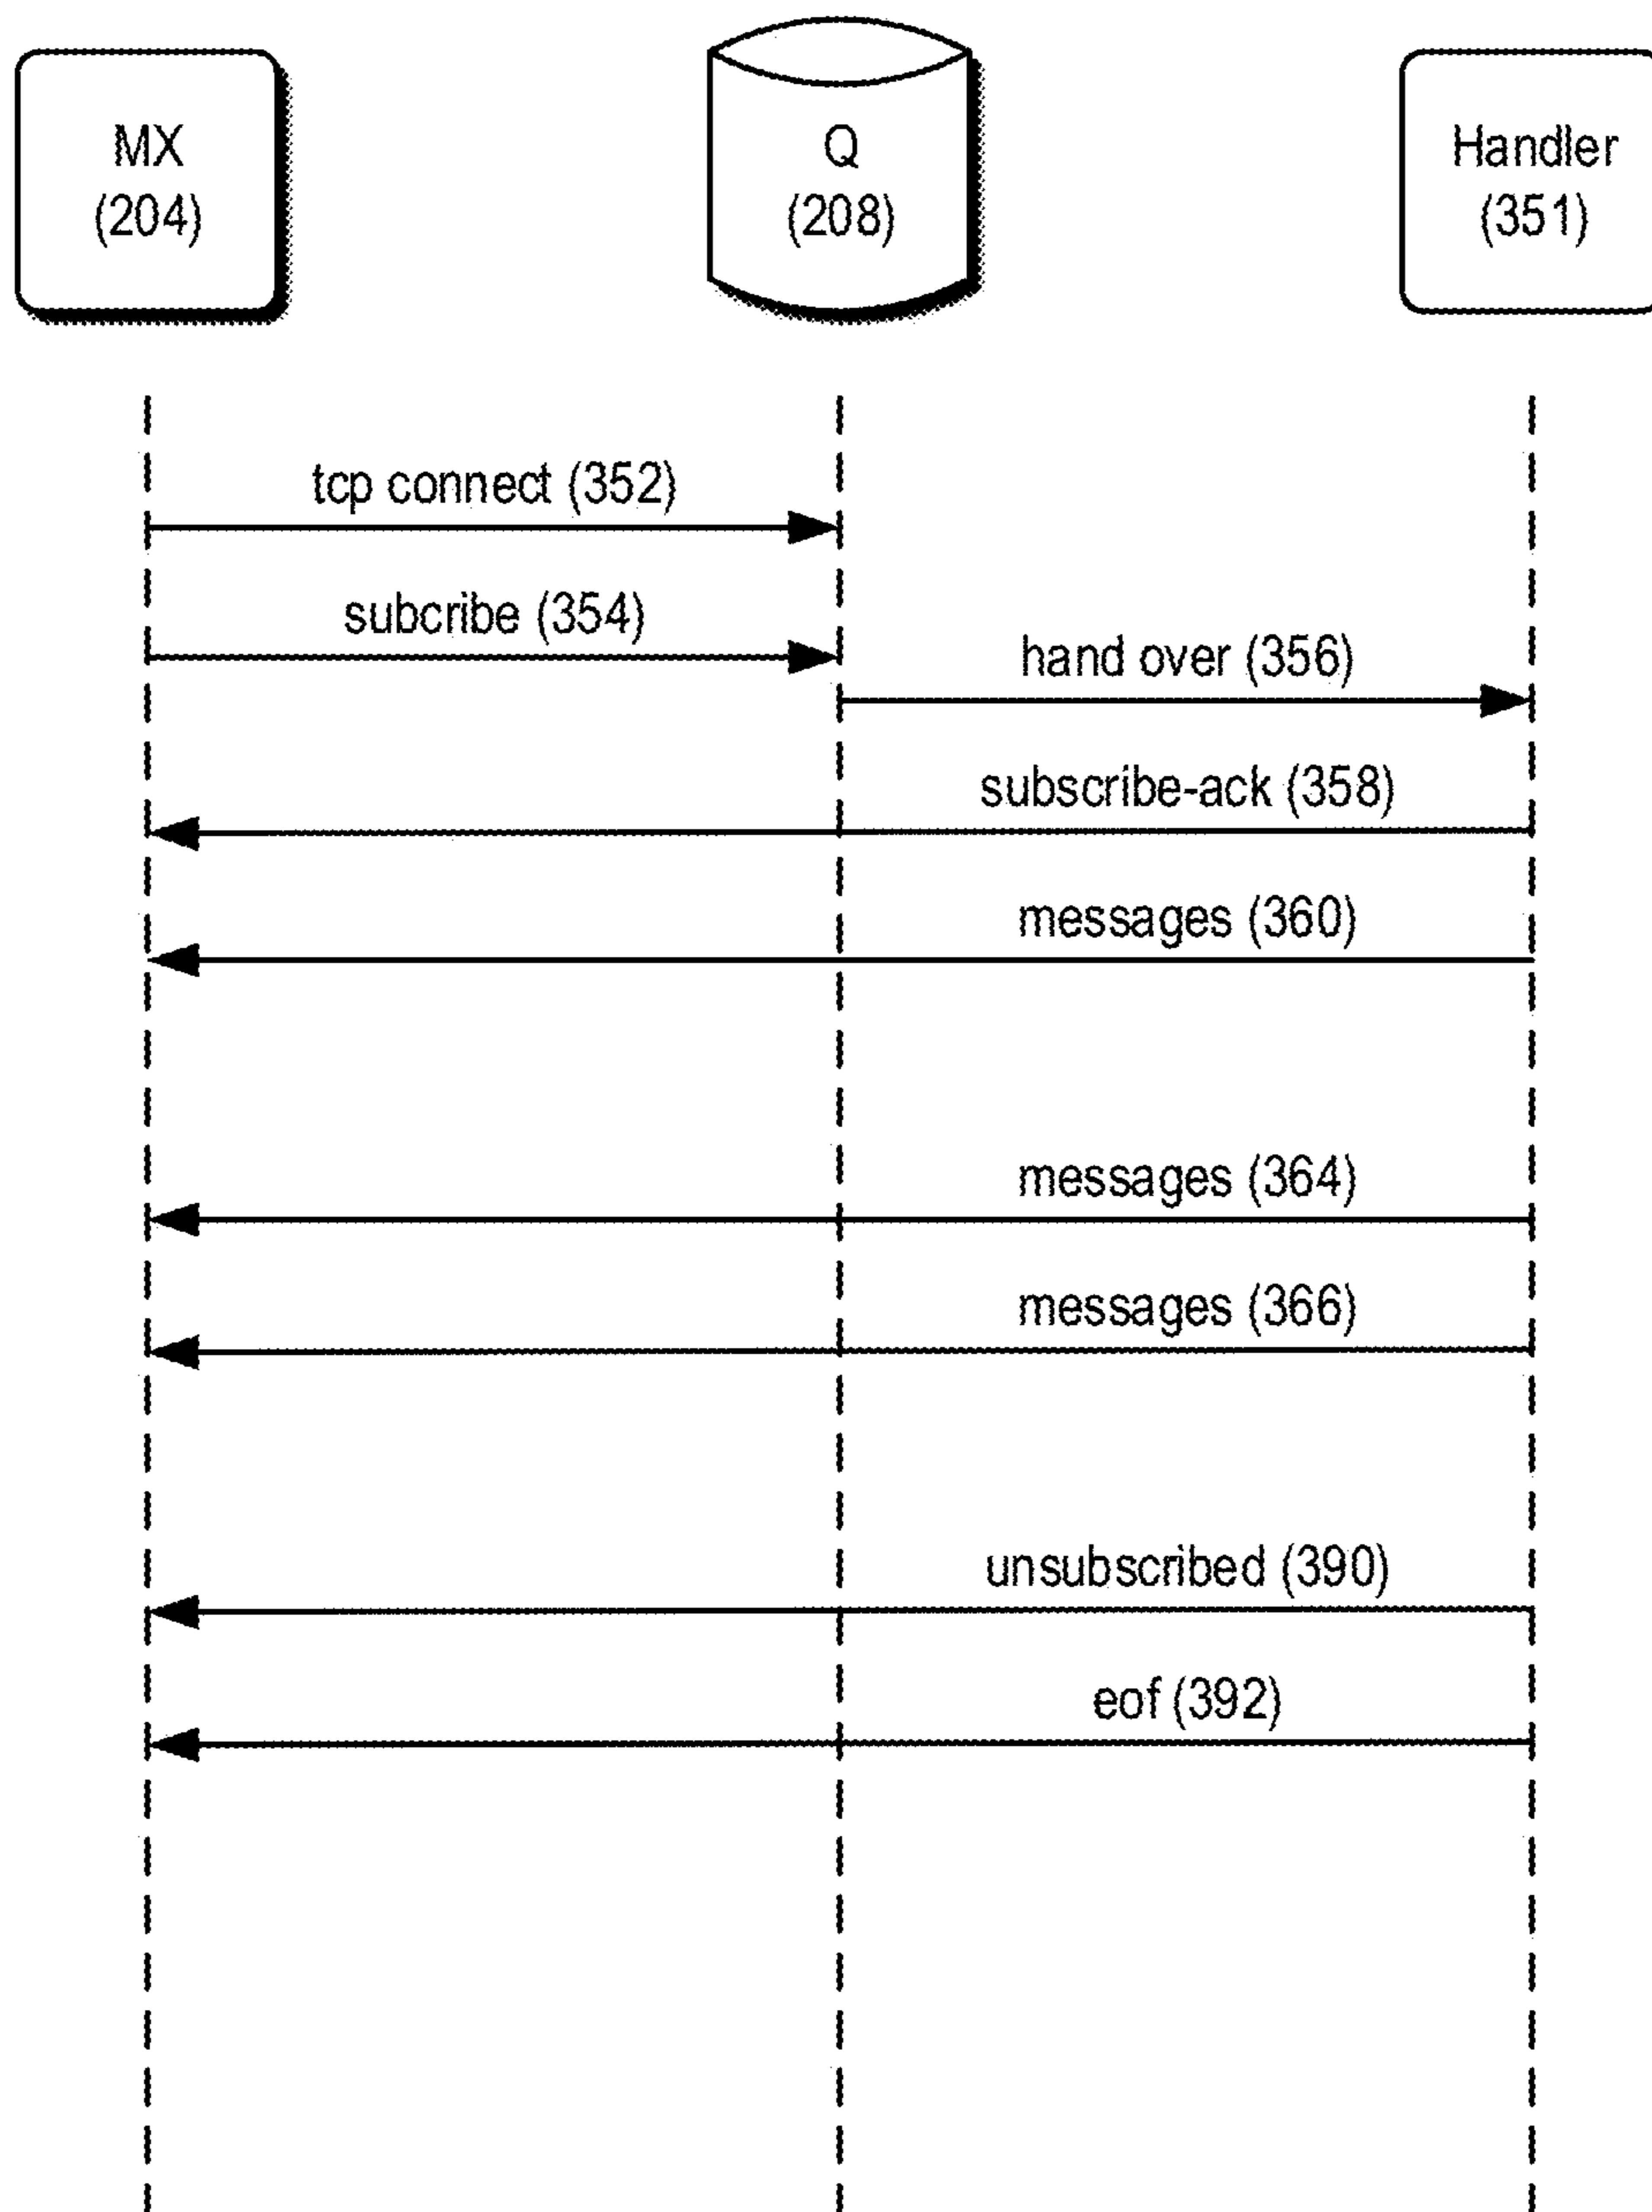 MX
(204)
Q
(208)
Handler
(351)
tcp connect (352)
subcribe (354)
hand over (356)
subscribe-ack (358)
messages (360)
messages (364)
messages (366)
unsubscribed (390)
eof (392)